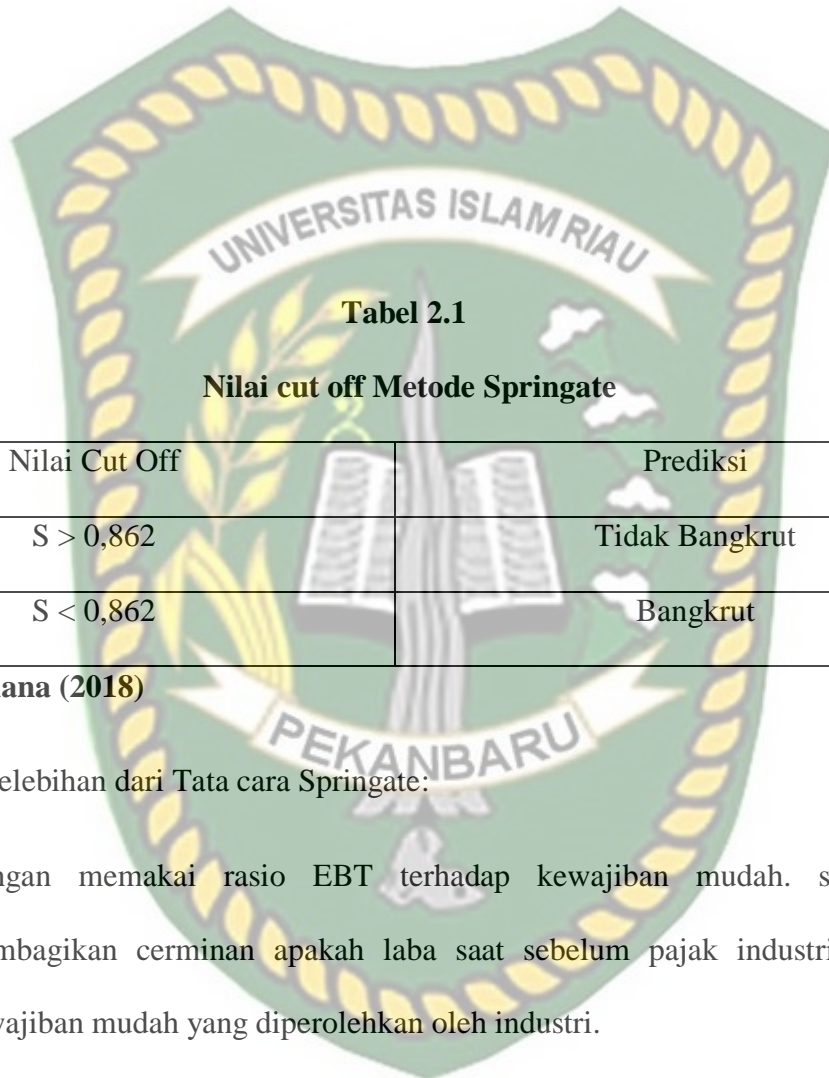 UNIVERSITAS ISLAM RIAU
Tabel 2.1
Nilai cut off Metode Springate
Nilai Cut Off Prediksi
S > 0,862 Tidak Bangkrut
S < 0,862 Bangkrut
ana (2018)
PEKANBARU
elebihan dari Tata cara Springate:
ngan memakai rasio EBT terhadap kewajiban mudah. s
mbagikan cerminan apakah laba saat sebelum pajak industri
wajiban mudah yang diperolehkan oleh industri.